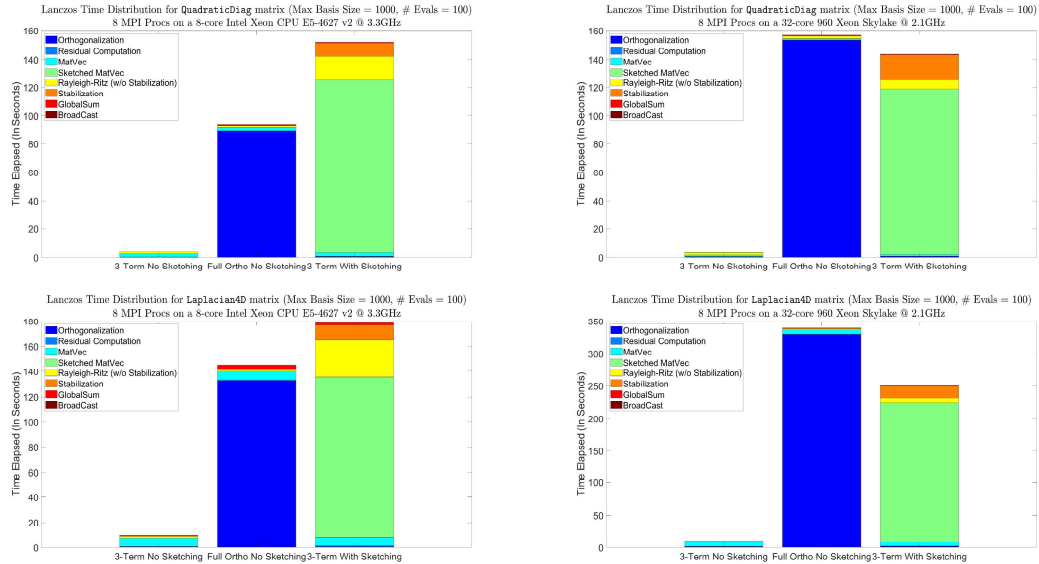 Lanczos Time Distribution for QuadraticDiag matrix (Max Basis Size = 1000, # Evals = 100)
8 MPI Procs on a 8-core Intel Xeon CPU E5-4627 v2 @ 3.3GHz
Time Elapsed (In Seconds)
160
140
120
100
80
60
40
20
0
Orthogonalization
Residual Computation
MatVec
Sketched MatVec
Rayleigh-Ritz (w/o Stabilization)
Stabilization
GlobalSum
BroadCast
3 Term No Sketching Full Ortho No Sketching 3 Term With Sketching
Lanczos Time Distribution for QuadraticDiag matrix (Max Basis Size = 1000, # Evals = 100)
8 MPI Procs on a 32-core 960 Xeon Skylake @ 2.1GHz
Time Elapsed (In Seconds)
160
140
120
100
80
60
40
20
0
Orthogonalization
Residual Computation
MatVec
Sketched MatVec
Rayleigh-Ritz (w/o Stabilization)
Stabilization
GlobalSum
BroadCast
3 Term No Sketching Full Ortho No Sketching 3 Term With Sketching
Lanczos Time Distribution for Laplacian4D matrix (Max Basis Size = 1000, # Evals = 100)
8 MPI Procs on a 8-core Intel Xeon CPU E5-4627 v2 @ 3.3GHz
Time Elapsed (In Seconds)
180
160
140
120
100
80
60
40
20
0
Orthogonalization
Residual Computation
MatVec
Sketched MatVec
Rayleigh-Ritz (w/o Stabilization)
Stabilization
GlobalSum
BroadCast
3-Term No Sketching Full Ortho No Sketching 3-Term With Sketching
Lanczos Time Distribution for Laplacian4D matrix (Max Basis Size = 1000, # Evals = 100)
8 MPI Procs on a 32-core 960 Xeon Skylake @ 2.1GHz
Time Elapsed (In Seconds)
350
300
250
200
150
100
50
0
Orthogonalization
Residual Computation
MatVec
Sketched MatVec
Rayleigh-Ritz (w/o Stabilization)
Stabilization
GlobalSum
BroadCast
3-Term No Sketching Full Ortho No Sketching 3-Term With Sketching